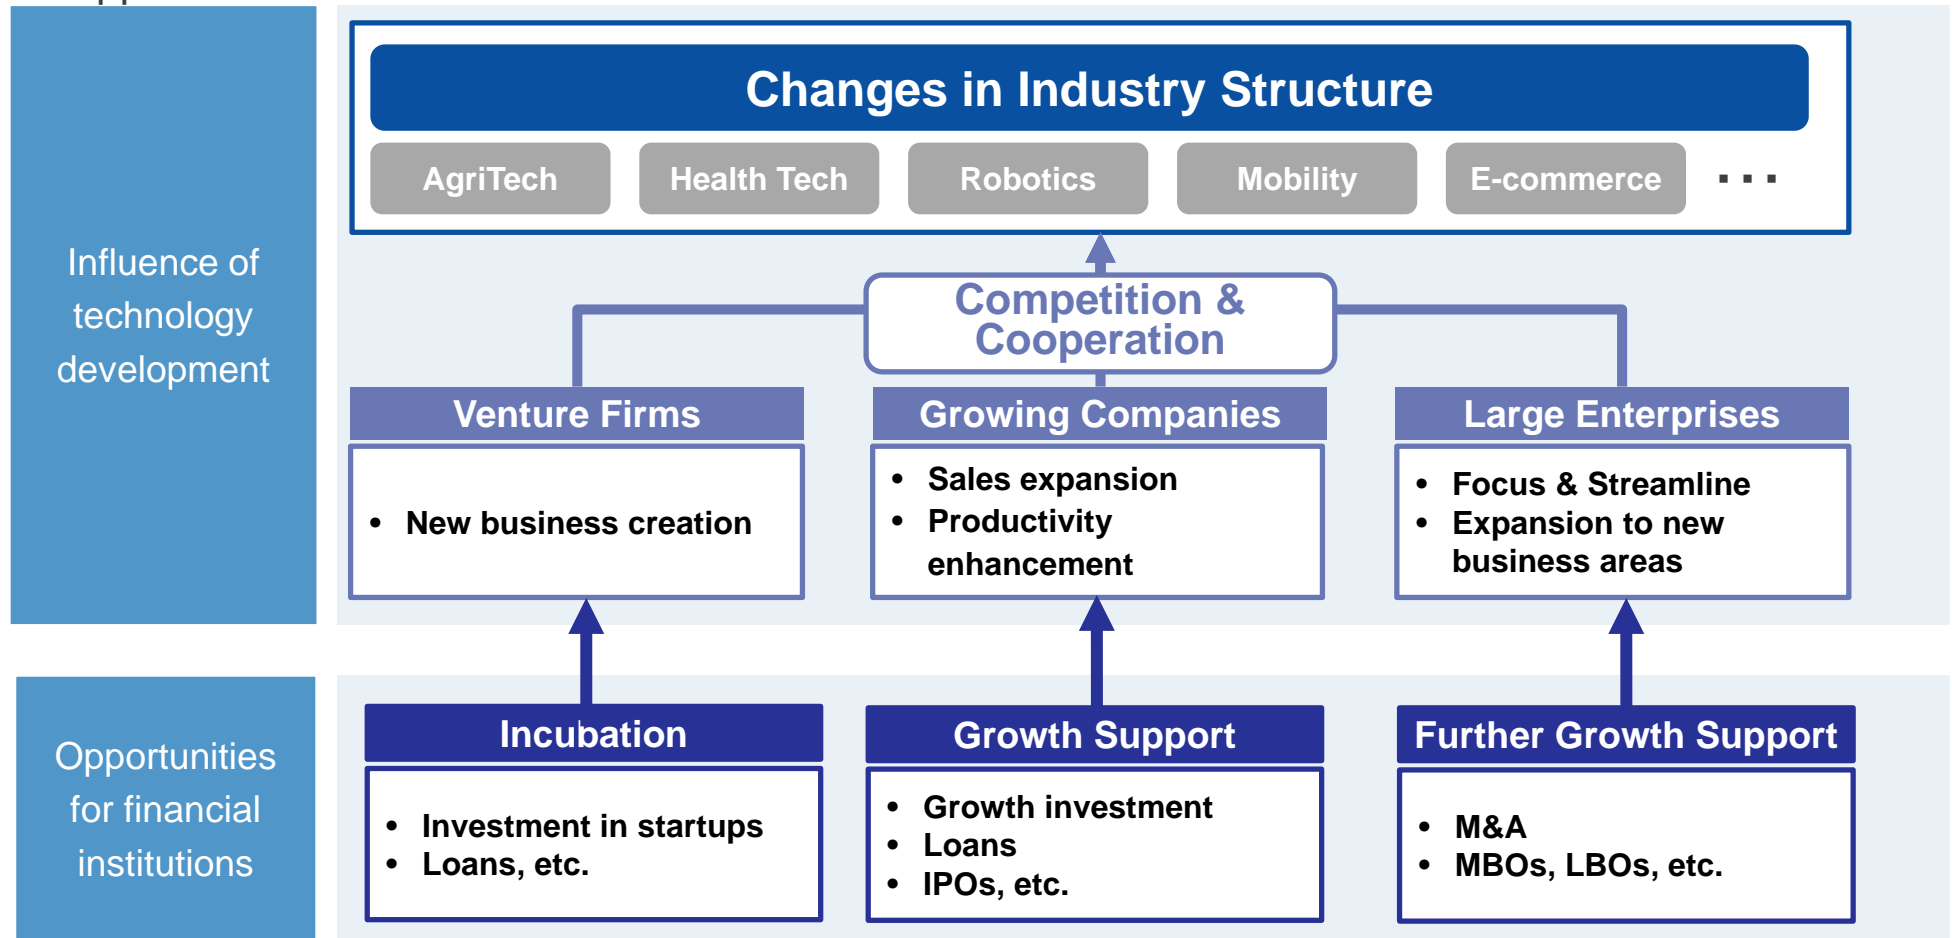 Influence of
technology
development
Changes in Industry Structure
AgriTech
Health Tech
Robotics
Mobility
E-commerce
...
Competition &
Cooperation
Venture Firms
• New business creation
Growing Companies
• Sales expansion
• Productivity
enhancement
Large Enterprises
• Focus & Streamline
• Expansion to new
business areas
Opportunities
for financial
institutions
Incubation
• Investment in startups
• Loans, etc.
Growth Support
• Growth investment
• Loans
• IPOs, etc.
Further Growth Support
• M&A
• MBOs, LBOs, etc.